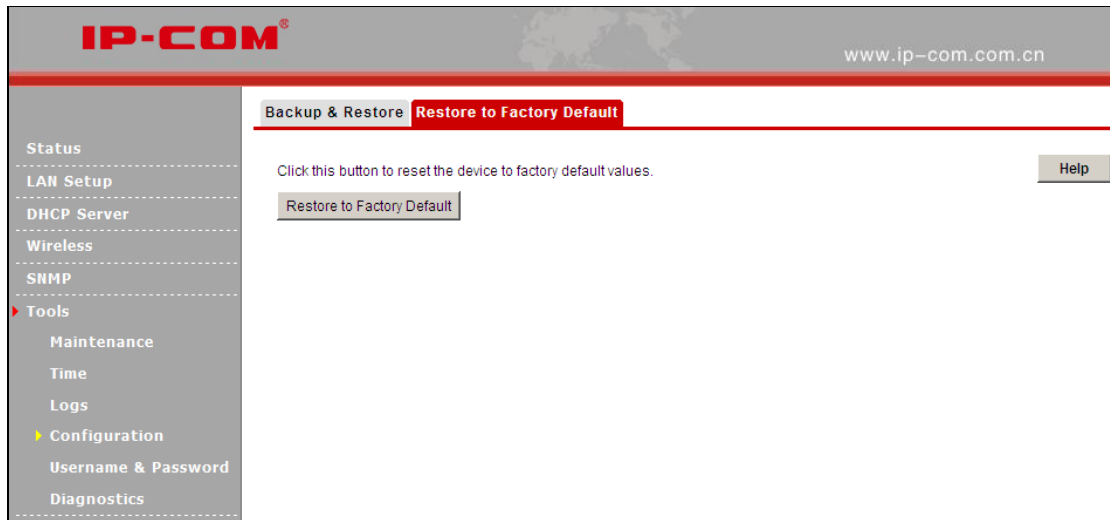 IP-COM®
www.ip-com.com.cn
Backup & Restore Restore to Factory Default
Status
LAN Setup
DHCP Server
Wireless
SNMP
Tools
Maintenance
Time
Logs
Configuration
Username & Password
Diagnostics
Click this button to reset the device to factory default values.
Help
Restore to Factory Default